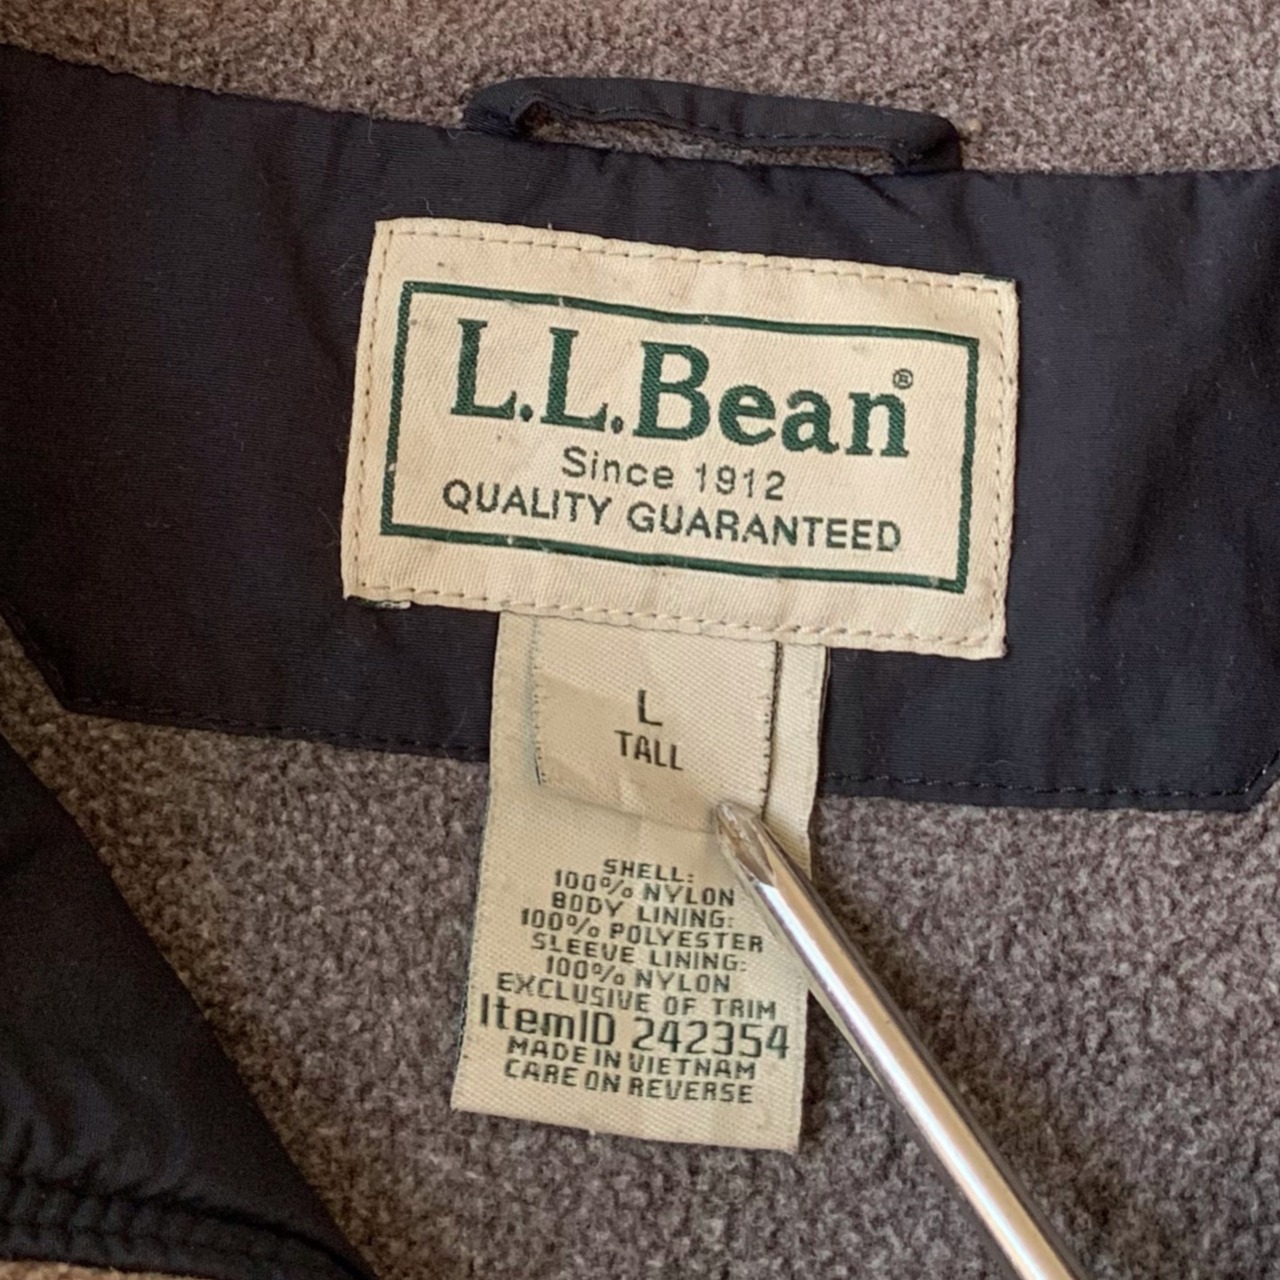 L.L.Bean®
Since 1912
QUALITY GUARANTEED
L
TALL
SHELL:
100% NYLON
BODY LINING:
100% POLYESTER
SLEEVE LINING:
100% NYLON
EXCLUSIVE OF TRIM
ItemID 242354
MADE IN VIETNAM
CARE ON REVERSE